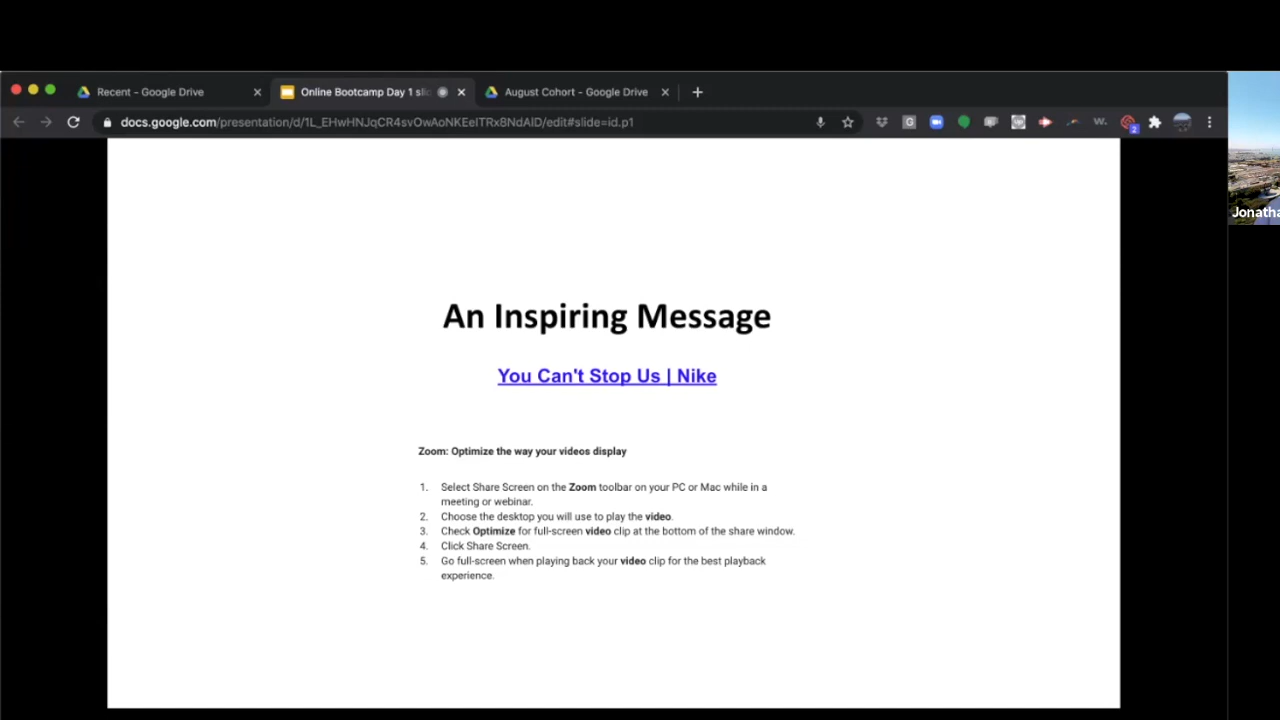 Recent - Google Drive
Online Bootcamp Day 1 sli
August Cohort - Google Drive
docs.google.com/presentation/d/1L_EHwHNJqCR4svOwAoNKEeITRx8NdAlD/edit#slide=id.p1
G
W.
2
Jonatha
An Inspiring Message
You Can't Stop Us | Nike
Zoom: Optimize the way your videos display
1. Select Share Screen on the Zoom toolbar on your PC or Mac while in a
meeting or webinar.
2. Choose the desktop you will use to play the video.
3. Check Optimize for full-screen video clip at the bottom of the share window.
4. Click Share Screen.
5. Go full-screen when playing back your video clip for the best playback
experience.